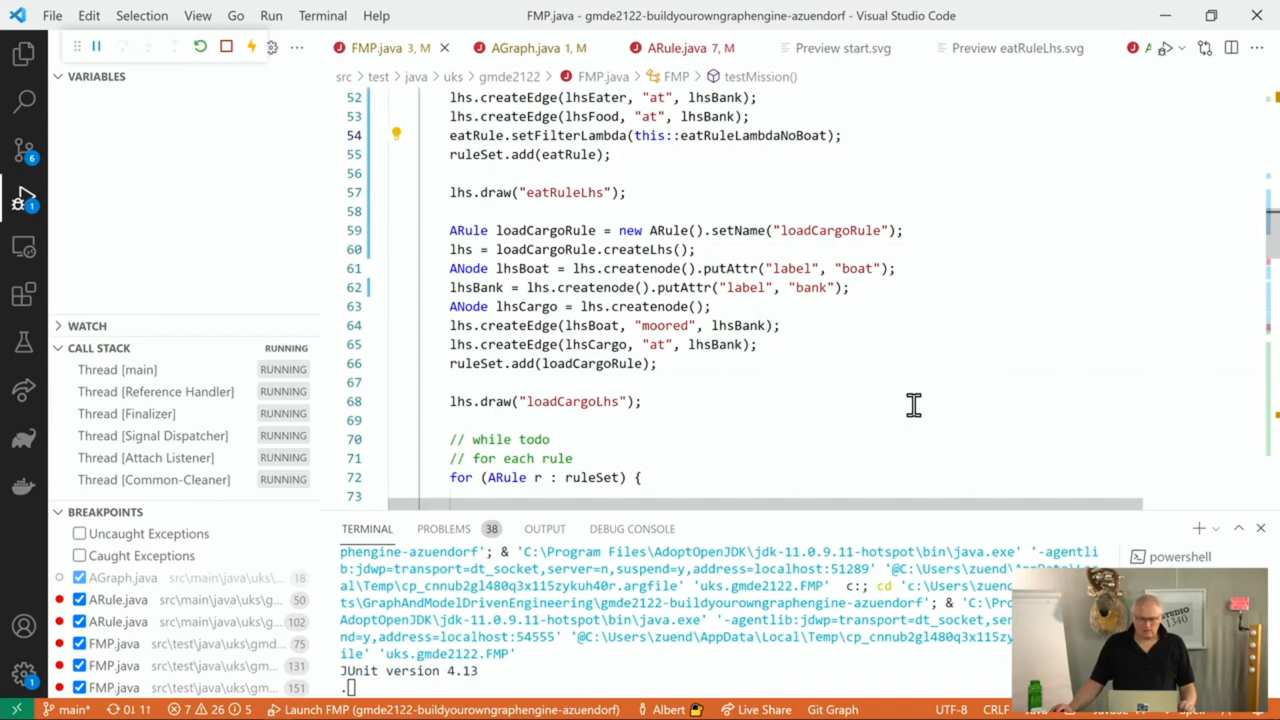 File Edit Selection View Go Run Terminal Help FMP.java - gmde2122-buildyourowngraphengine-azuendorf - Visual Studio Code
FMP.java 3, M AGraph.java 1, M ARule.java 7, M Preview start.svg Preview eatRuleLhs.svg
VARIABLES
src > test > java > uks > gmde2122 > FMP.java > FMP > testMission()
52 lhs.createEdge(lhsEater, "at", lhsBank);
53 lhs.createEdge(lhsFood, "at", lhsBank);
54 eatRule.setFilterLambda(this::eatRuleLambdaNoBoat);
55 ruleSet.add(eatRule);
56
57 lhs.draw("eatRuleLhs");
58
59 ARule loadCargoRule = new ARule().setName("loadCargoRule");
60 lhs = loadCargoRule.createLhs();
61 ANode lhsBoat = lhs.createnode().putAttr("label", "boat");
62 lhsBank = lhs.createnode().putAttr("label", "bank");
63 ANode lhsCargo = lhs.createnode();
64 lhs.createEdge(lhsBoat, "moored", lhsBank);
65 lhs.createEdge(lhsCargo, "at", lhsBank);
66 ruleSet.add(loadCargoRule);
67
68 lhs.draw("loadCargoLhs");
69
70 // while todo
71 // for each rule
72 for (ARule r : ruleSet) {
73
WATCH
CALL STACK RUNNING
Thread [main] RUNNING
Thread [Reference Handler] RUNNING
Thread [Finalizer] RUNNING
Thread [Signal Dispatcher] RUNNING
Thread [Attach Listener] RUNNING
Thread [Common-Cleaner] RUNNING
BREAKPOINTS
Uncaught Exceptions
Caught Exceptions
AGraph.java src\main\java\uks\... 18
ARule.java src\main\java\uks\g... 50
ARule.java src\main\java\uks\g... 102
FMP.java src\test\java\uks\gmd... 75
FMP.java src\test\java\uks\gm... 131
FMP.java src\test\java\uks\gm... 151
TERMINAL PROBLEMS 38 OUTPUT DEBUG CONSOLE
powershell
phengine-azuendorf'; & 'C:\Program Files\AdoptOpenJDK\jdk-11.0.9.11-hotspot\bin\java.exe' '-agentli
b:jdwp=transport=dt_socket,server=n,suspend=y,address=localhost:51289' '@C:\Users\zuend\AppData\Loca
l\Temp\cp_cnnub2gl480q3x115zykuh40r.argfile' 'uks.gmde2122.FMP' c:; cd 'c:\Users\zuend
ts\GraphAndModelDrivenEngineering\gmde2122-buildyourowngraphengine-azuendorf'; & 'C:\Pro
AdoptOpenJDK\jdk-11.0.9.11-hotspot\bin\java.exe' '-agentlib:jdwp=transport=dt_socket,ser
n=y,address=localhost:54555' '@C:\Users\zuend\AppData\Local\Temp\cp_cnnub2gl480q3x115zy
ile' 'uks.gmde2122.FMP'
JUnit version 4.13
.
STUDIO
1340
main* 0↓ 1↑ 7 26 5 Launch FMP (gmde2122-buildyourowngraphengine-azuendorf) Albert Live Share Git Graph UTF-8 CRLF